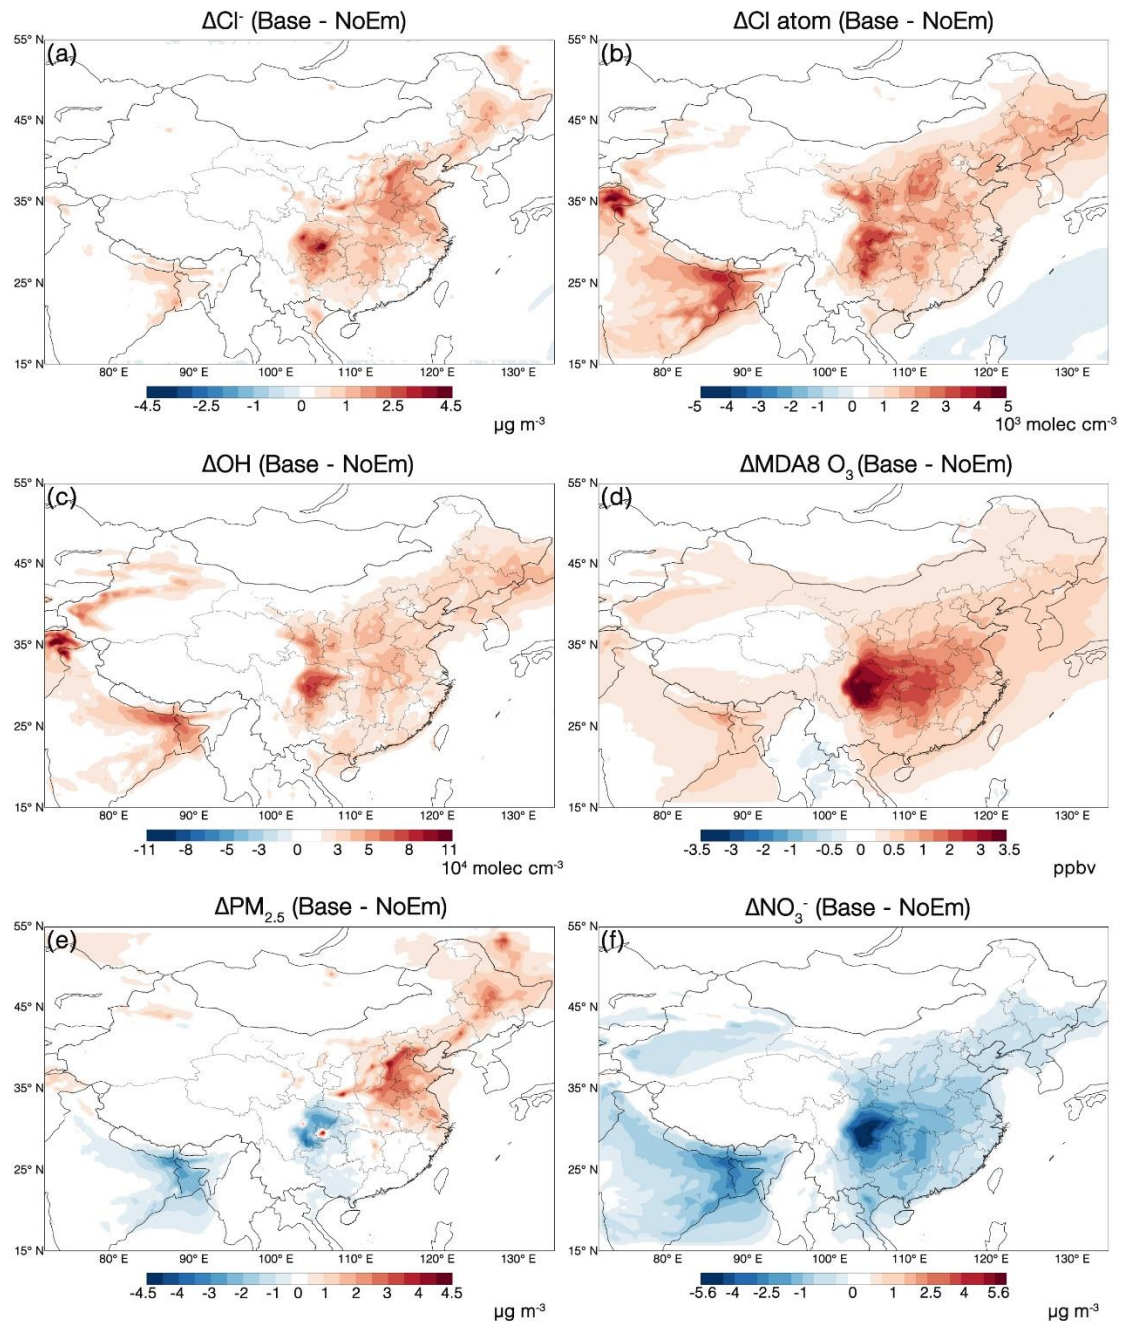 ΔCl⁻ (Base - NoEm)
ΔCl atom (Base - NoEm)
(a)
(b)
55° N
45° N
35° N
25° N
15° N
80° E
90° E
100° E
110° E
120° E
130° E
55° N
45° N
35° N
25° N
15° N
80° E
90° E
100° E
110° E
120° E
130° E
-4.5 -2.5 -1 0 1 2.5 4.5
µg m⁻³
-5 -4 -3 -2 -1 0 1 2 3 4 5
10³ molec cm⁻³
ΔOH (Base - NoEm)
ΔMDA8 O₃ (Base - NoEm)
(c)
(d)
55° N
45° N
35° N
25° N
15° N
80° E
90° E
100° E
110° E
120° E
130° E
55° N
45° N
35° N
25° N
15° N
80° E
90° E
100° E
110° E
120° E
130° E
-11 -8 -5 -3 0 3 5 8 11
10⁴ molec cm⁻³
-3.5 -3 -2 -1 -0.5 0 0.5 1 2 3 3.5
ppbv
ΔPM₂.₅ (Base - NoEm)
ΔNO₃⁻ (Base - NoEm)
(e)
(f)
55° N
45° N
35° N
25° N
15° N
80° E
90° E
100° E
110° E
120° E
130° E
55° N
45° N
35° N
25° N
15° N
80° E
90° E
100° E
110° E
120° E
130° E
-4.5 -4 -3 -2 -1 0 1 2 3 4 4.5
µg m⁻³
-5.6 -4 -2.5 -1 0 1 2.5 4 5.6
µg m⁻³